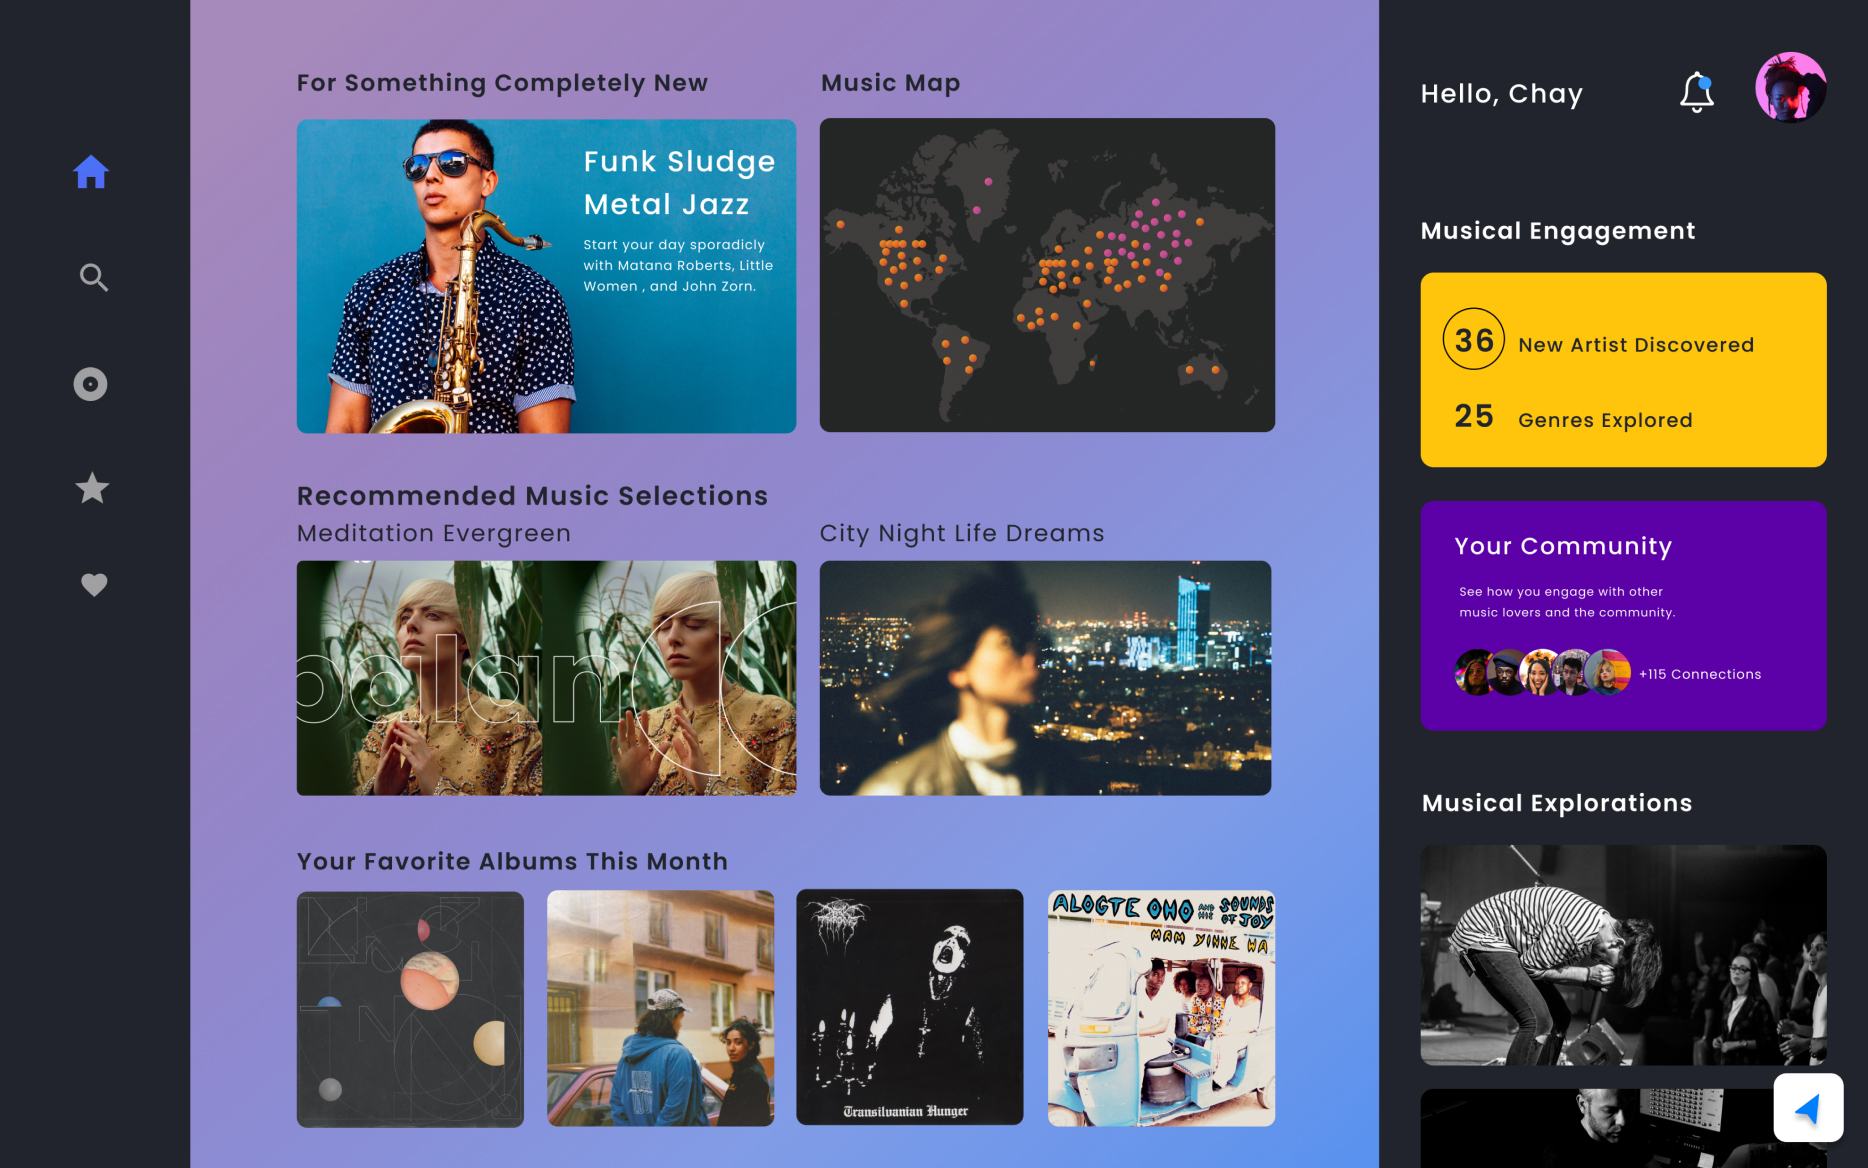 For Something Completely New
Funk Sludge
Metal Jazz
Start your day sporadicly
with Matana Roberts, Little
Women , and John Zorn.
Music Map
Recommended Music Selections
Meditation Evergreen
balan
City Night Life Dreams
Your Favorite Albums This Month
DARK THRONE
Transilvanian Hunger
ALOGTE OHO AND HIS SOUNDS OF JOY
MAM YINNE WA
Hello, Chay
Musical Engagement
36 New Artist Discovered
25 Genres Explored
Your Community
See how you engage with other
music lovers and the community.
+115 Connections
Musical Explorations